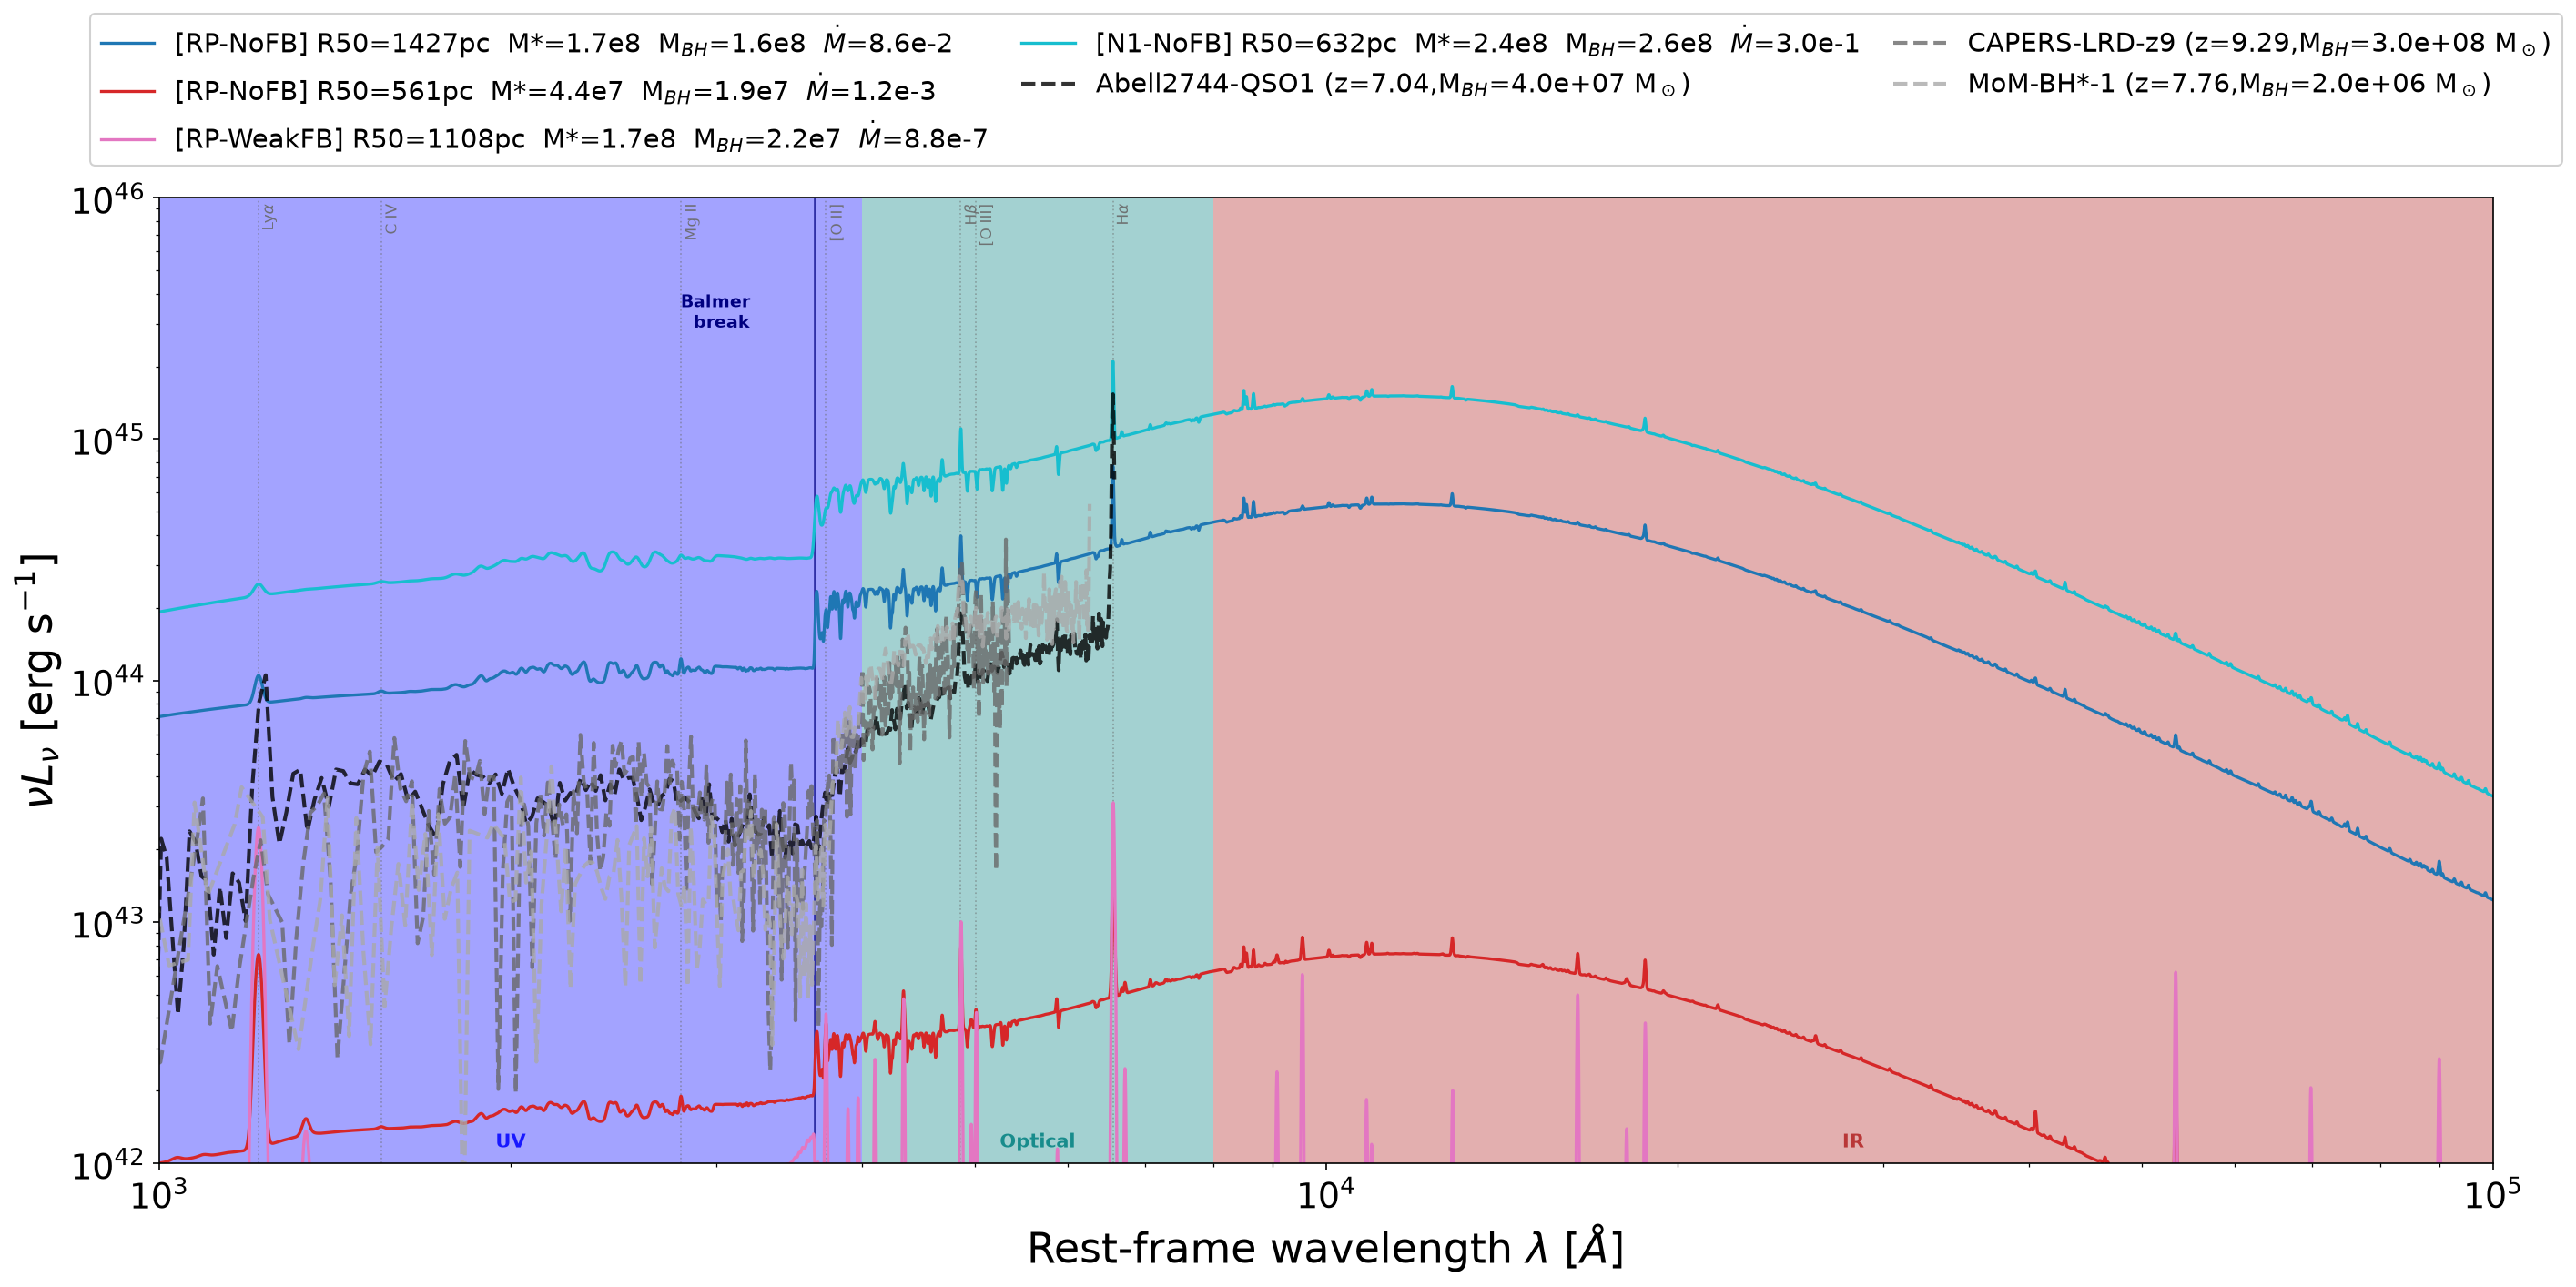 [RP-NoFB] R50=1427pc M*=1.7e8 M_BH=1.6e8 Ṁ=8.6e-2
[RP-NoFB] R50=561pc M*=4.4e7 M_BH=1.9e7 Ṁ=1.2e-3
[RP-WeakFB] R50=1108pc M*=1.7e8 M_BH=2.2e7 Ṁ=8.8e-7
[N1-NoFB] R50=632pc M*=2.4e8 M_BH=2.6e8 Ṁ=3.0e-1
Abell2744-QSO1 (z=7.04,M_BH=4.0e+07 M_⊙)
CAPERS-LRD-z9 (z=9.29,M_BH=3.0e+08 M_⊙)
MoM-BH*-1 (z=7.76,M_BH=2.0e+06 M_⊙)
Lyα
C IV
Mg II
[O II]
Hβ
[O III]
Hα
Balmer
break
UV
Optical
IR
10^46
10^45
10^44
10^43
10^42
νL_ν [erg s^−1]
10^3
10^4
10^5
Rest-frame wavelength λ [Å]